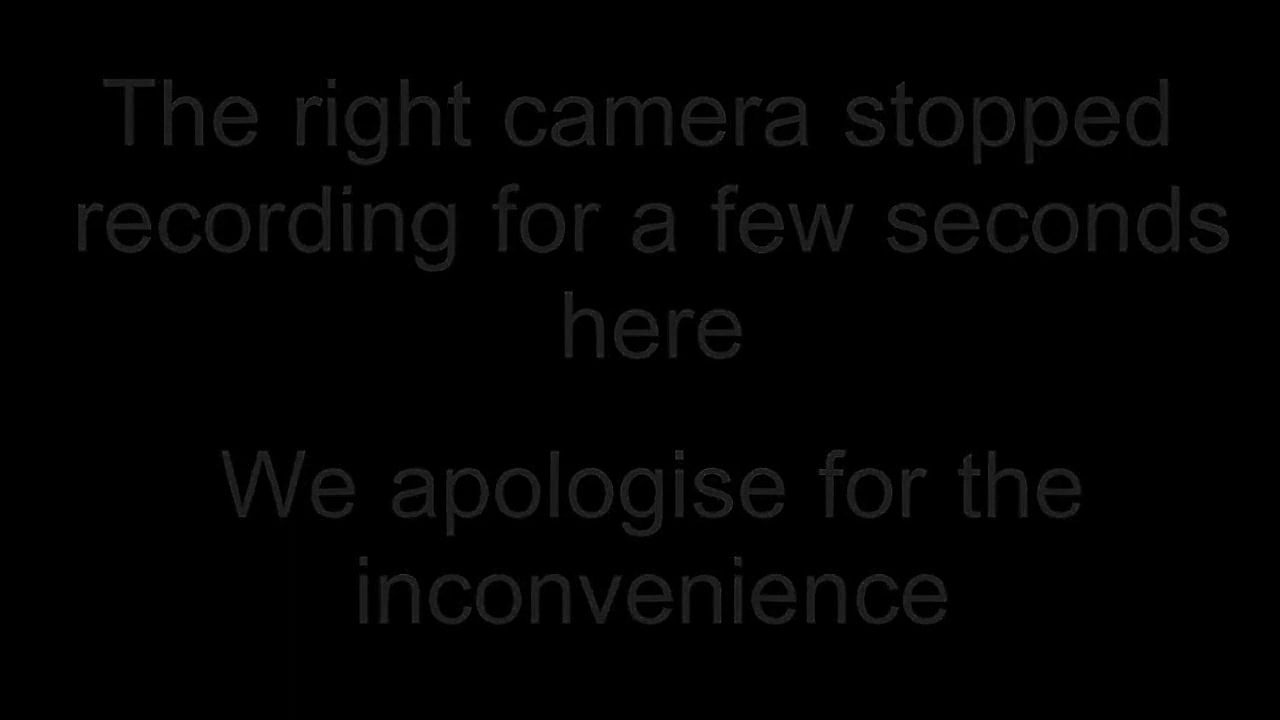 The right camera stopped
recording for a few seconds
here
We apologise for the
inconvenience